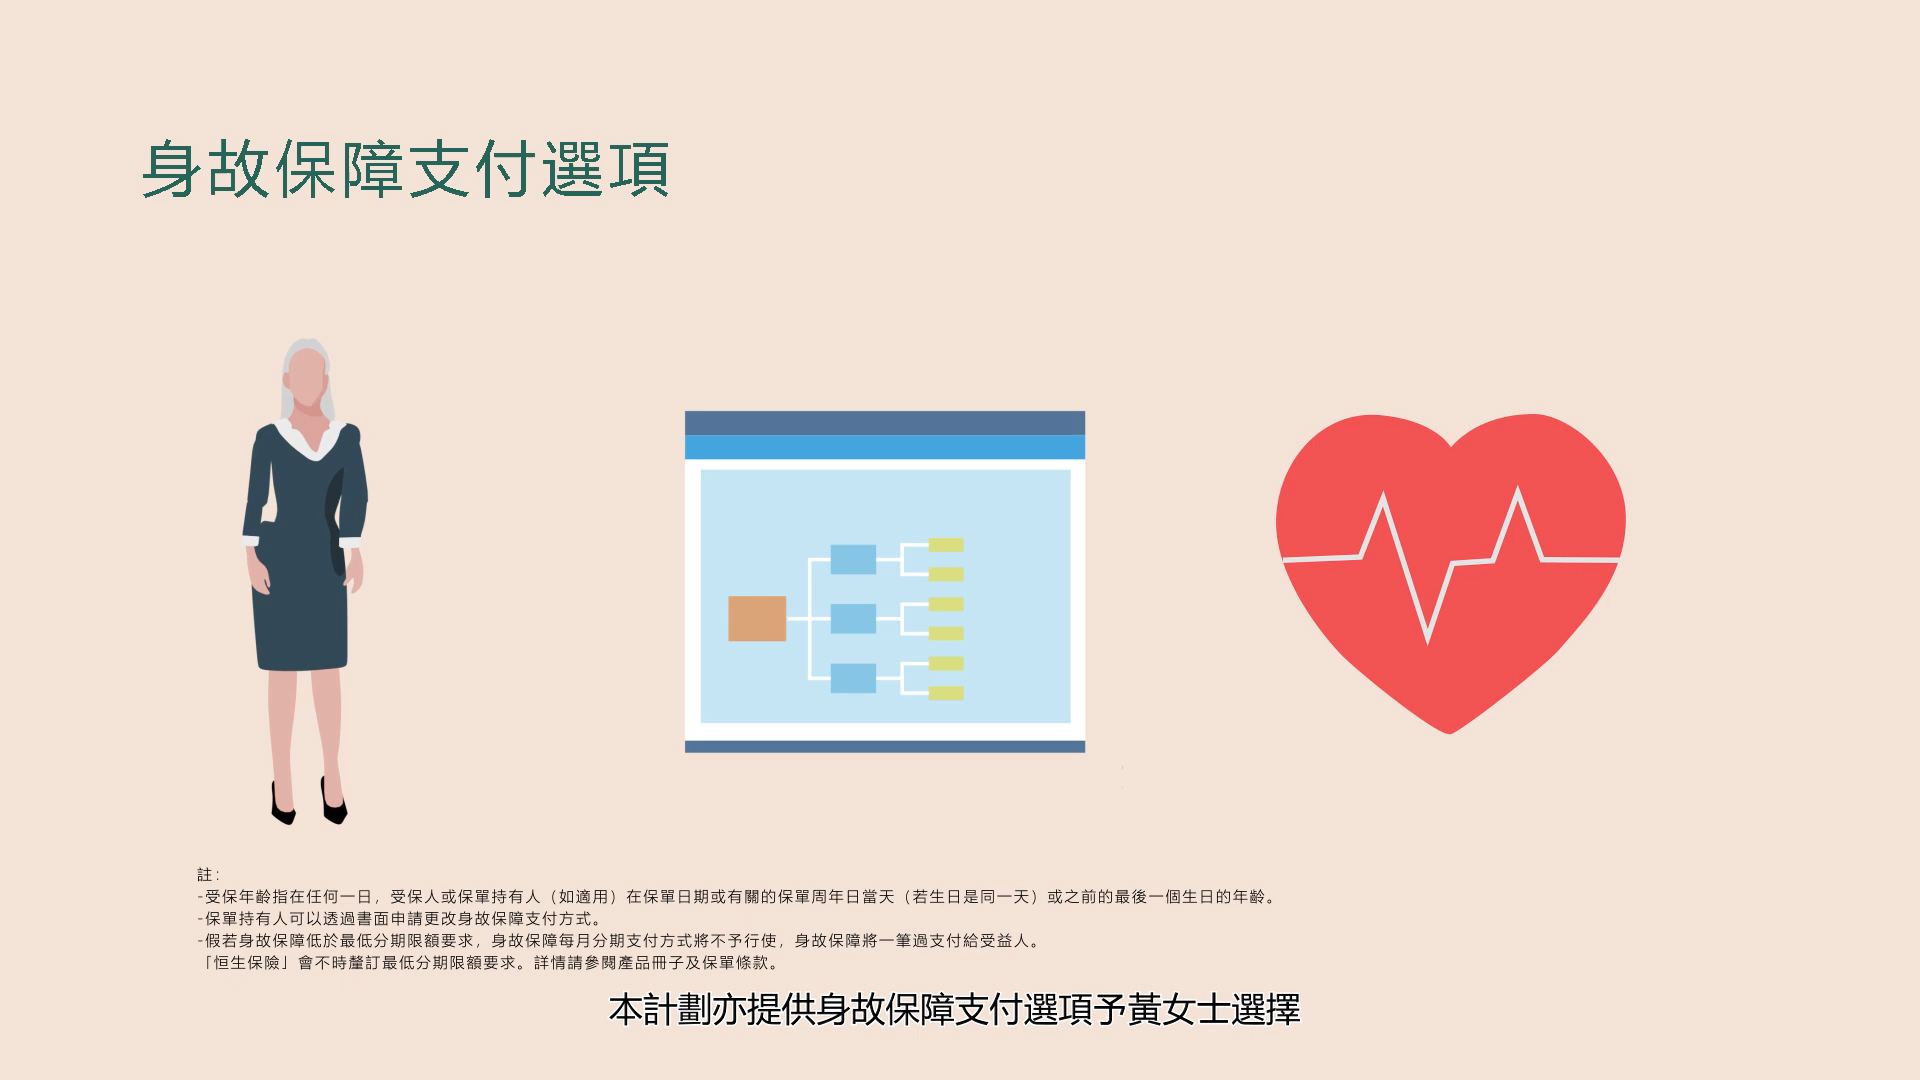 身故保障支付選項
註：
-受保年齡指在任何一日，受保人或保單持有人（如適用）在保單日期或有關的保單周年日當天（若生日是同一天）或之前的最後一個生日的年齡。
-保單持有人可以透過書面申請更改身故保障支付方式。
-假若身故保障低於最低分期限額要求，身故保障每月分期支付方式將不予行使，身故保障將一筆過支付給受益人。
「恒生保險」會不時釐訂最低分期限額要求。詳情請參閱產品冊子及保單條款。
本計劃亦提供身故保障支付選項予黃女士選擇